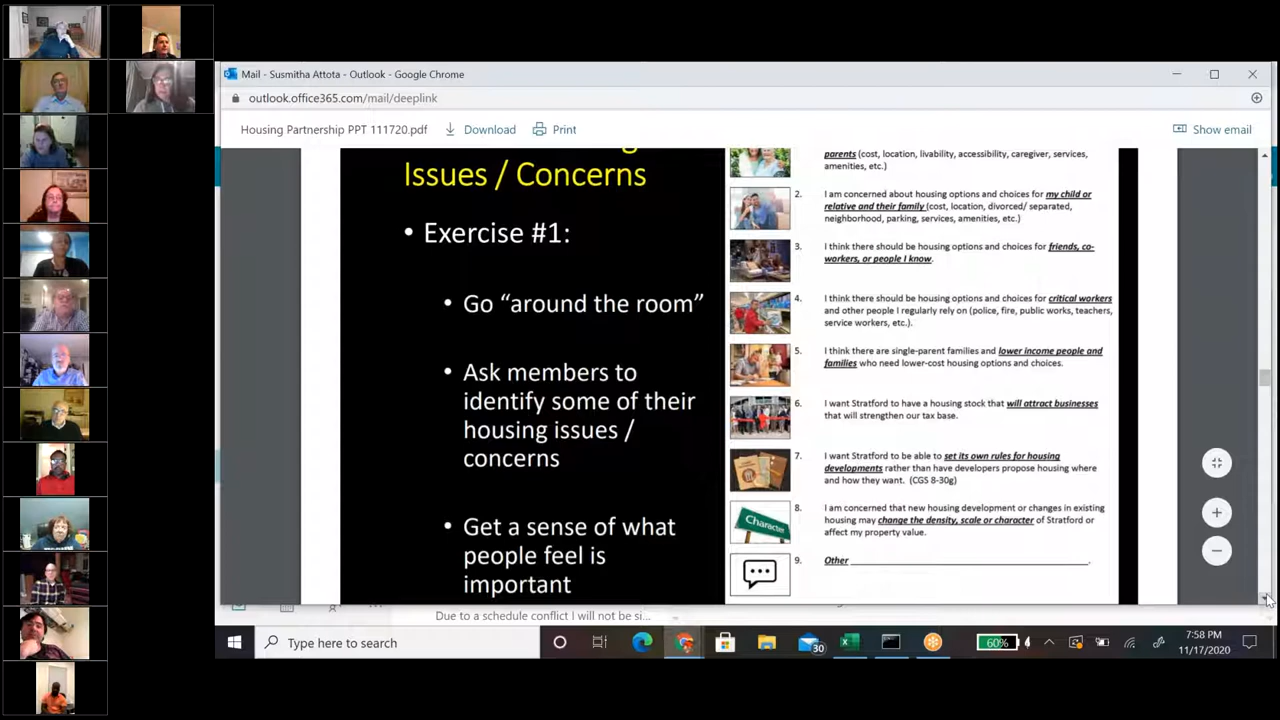 Mail - Susmitha Attota - Outlook - Google Chrome
outlook.office365.com/mail/deeplink
Housing Partnership PPT 111720.pdf
Download
Print
Show email
Issues / Concerns
• Exercise #1:
• Go “around the room”
• Ask members to
identify some of their
housing issues /
concerns
• Get a sense of what
people feel is
important
parents (cost, location, livability, accessibility, caregiver, services,
amenities, etc.)
2. I am concerned about housing options and choices for my child or
relative and their family (cost, location, divorced/ separated,
neighborhood, parking, services, amenities, etc.)
3. I think there should be housing options and choices for friends, co-
workers, or people I know.
4. I think there should be housing options and choices for critical workers
and other people I regularly rely on (police, fire, public works, teachers,
service workers, etc.).
5. I think there are single-parent families and lower income people and
families who need lower-cost housing options and choices.
6. I want Stratford to have a housing stock that will attract businesses
that will strengthen our tax base.
7. I want Stratford to be able to set its own rules for housing
developments rather than have developers propose housing where
and how they want. (CGS 8-30g)
Character
8. I am concerned that new housing development or changes in existing
housing may change the density, scale or character of Stratford or
affect my property value.
9. Other ______________________________.
Due to a schedule conflict I will not be si...
Type here to search
30
60%
7:58 PM
11/17/2020